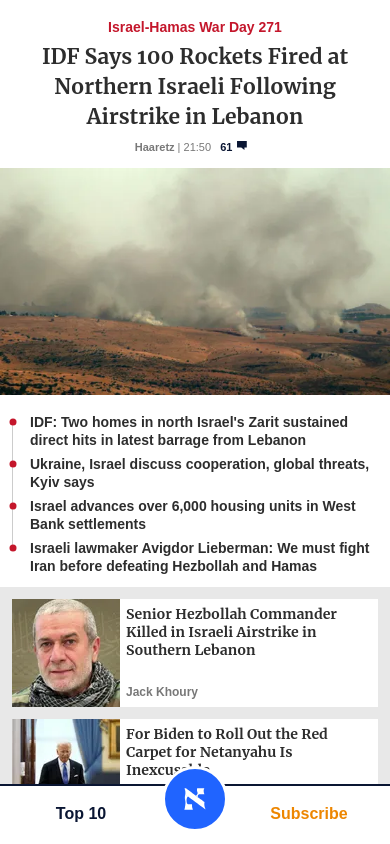 Israel-Hamas War Day 271
IDF Says 100 Rockets Fired at
Northern Israeli Following
Airstrike in Lebanon
Haaretz | 21:50 61
IDF: Two homes in north Israel's Zarit sustained
direct hits in latest barrage from Lebanon
Ukraine, Israel discuss cooperation, global threats,
Kyiv says
Israel advances over 6,000 housing units in West
Bank settlements
Israeli lawmaker Avigdor Lieberman: We must fight
Iran before defeating Hezbollah and Hamas
Senior Hezbollah Commander
Killed in Israeli Airstrike in
Southern Lebanon
Jack Khoury
For Biden to Roll Out the Red
Carpet for Netanyahu Is
Top 10
Subscribe